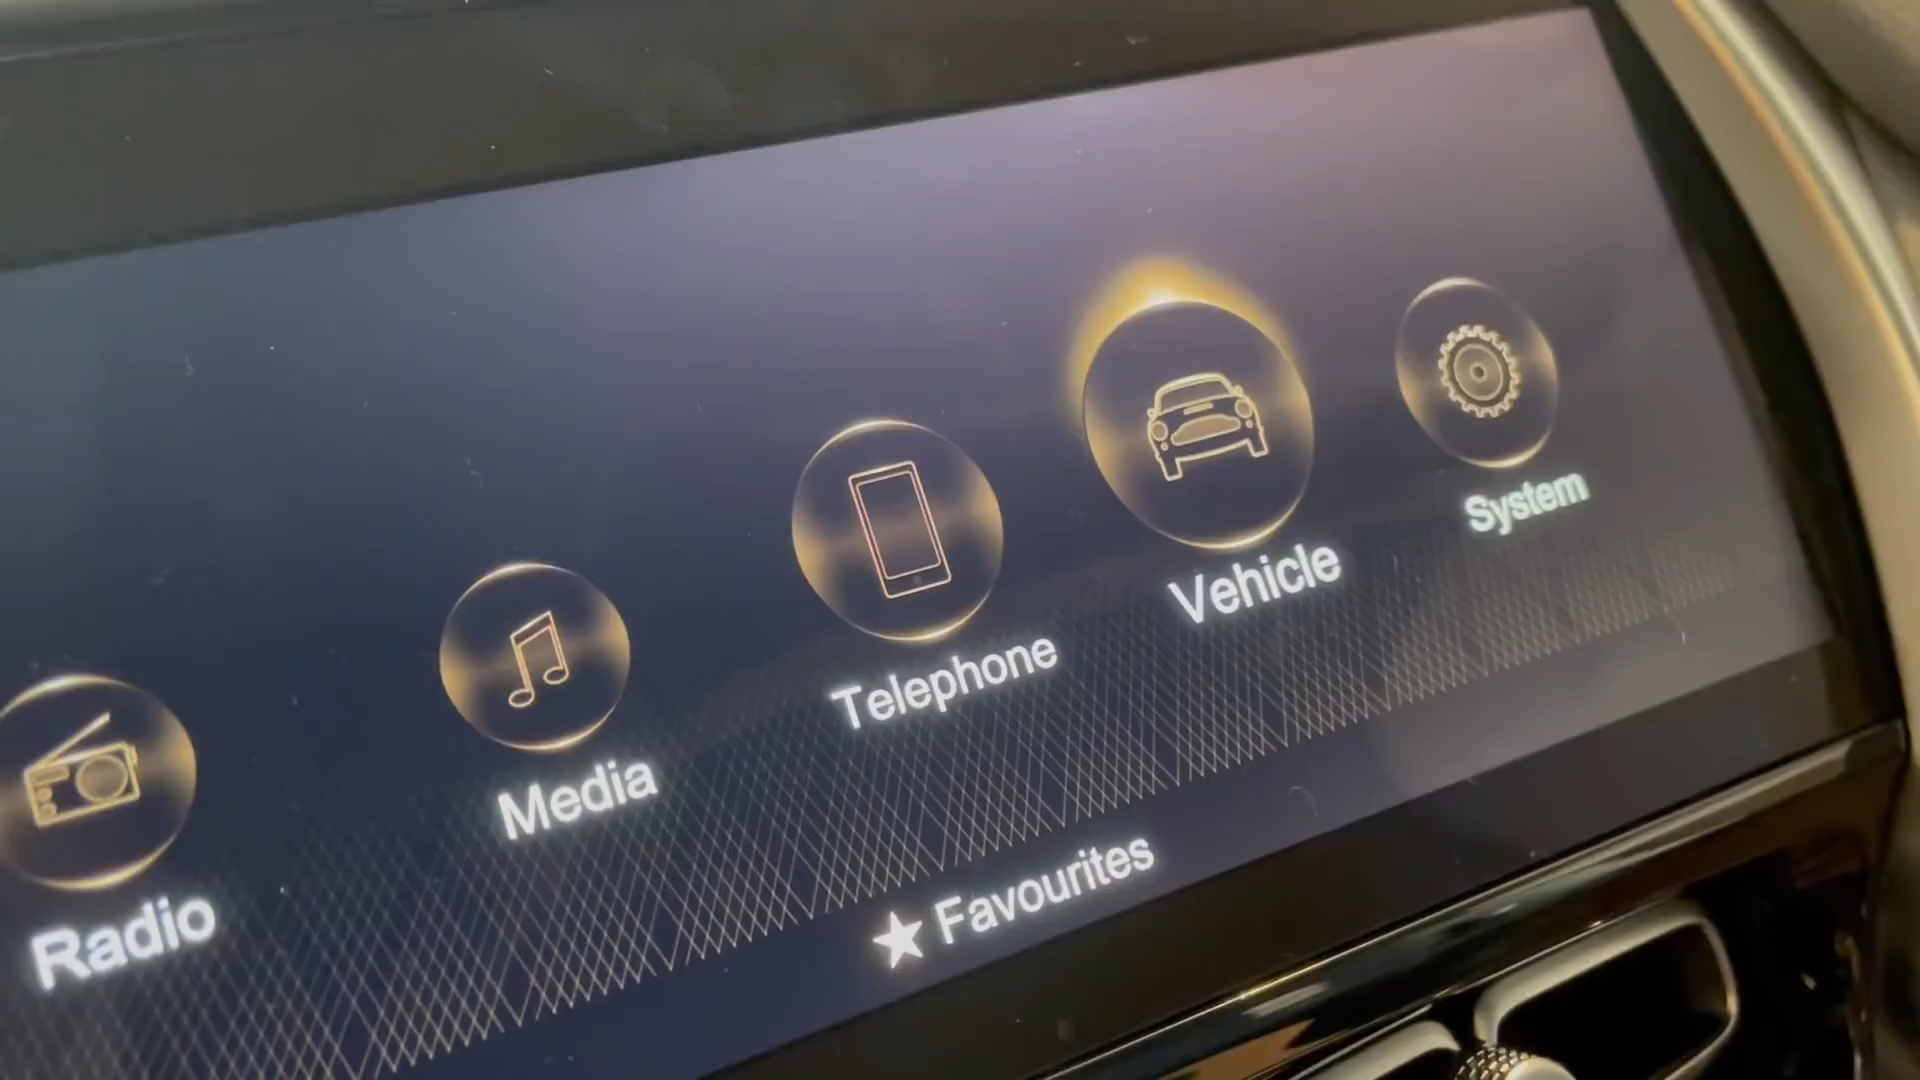 Radio
Media
Telephone
Vehicle
System
★ Favourites